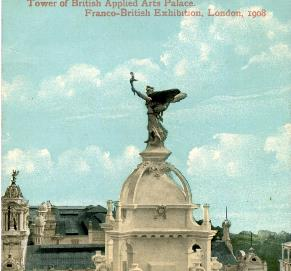 Tower of British Applied Arts Palace.
Franco-British Exhibition, London, 1908